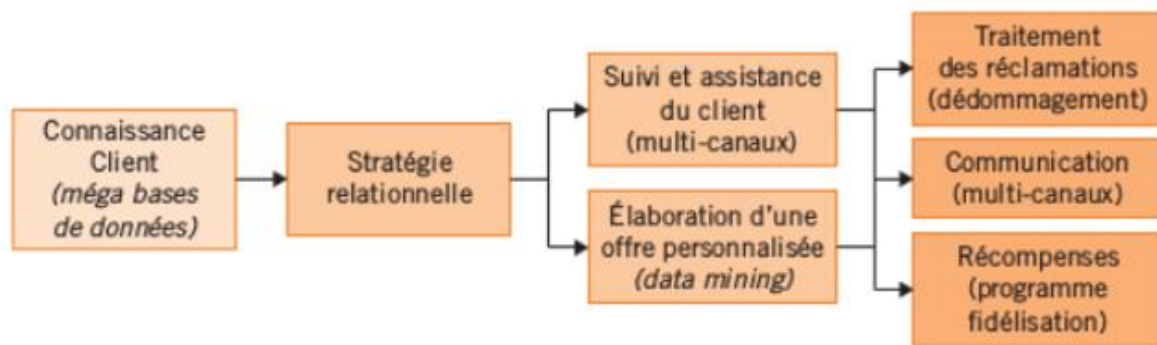 Connaissance
Client
(méga bases
de données)
Stratégie
relationnelle
Suivi et assistance
du client
(multi-canaux)
Élaboration d'une
offre personnalisée
(data mining)
Traitement
des réclamations
(dédommagement)
Communication
(multi-canaux)
Récompenses
(programme
fidélisation)